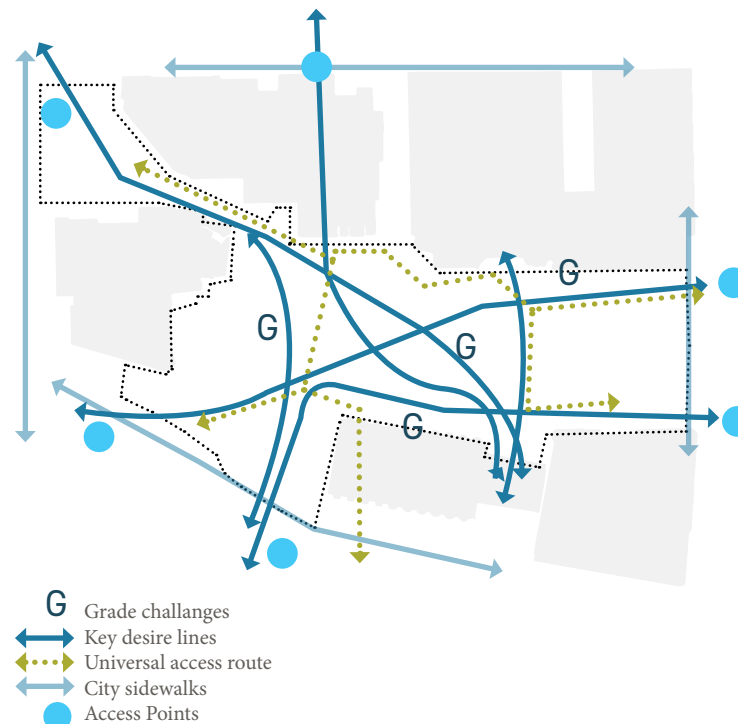 G
G
G
G
G Grade challanges
Key desire lines
Universal access route
City sidewalks
Access Points